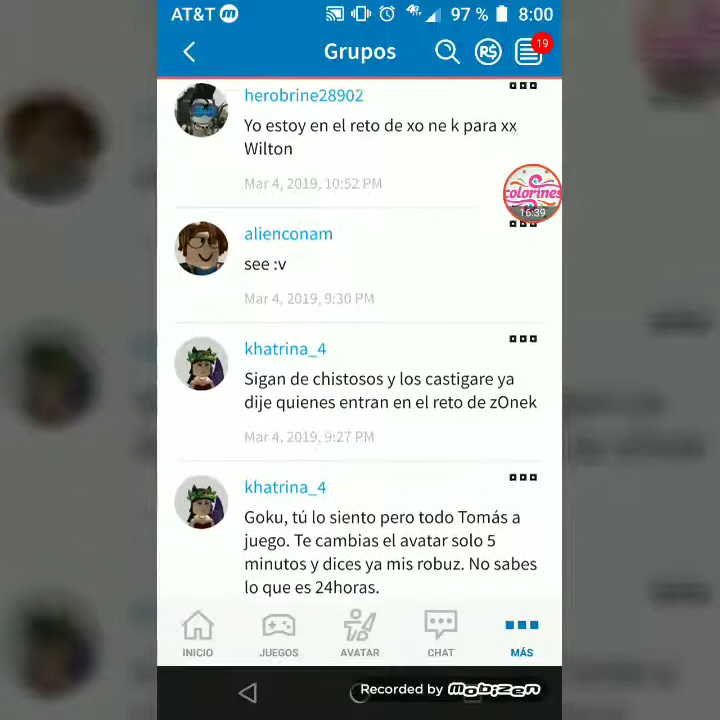 AT&T 4G 97 % 8:00
Grupos R$ 19
herobrine28902
Yo estoy en el reto de xo ne k para xx
Wilton
Mar 4, 2019, 10:52 PM
colorines
16:39
alienconam
see :v
Mar 4, 2019, 9:30 PM
khatrina_4
Sigan de chistosos y los castigare ya
dije quienes entran en el reto de zOnek
Mar 4, 2019, 9:27 PM
khatrina_4
Goku, tú lo siento pero todo Tomás a
juego. Te cambias el avatar solo 5
minutos y dices ya mis robuz. No sabes
lo que es 24horas.
INICIO JUEGOS AVATAR CHAT MÁS
Recorded by mobizen